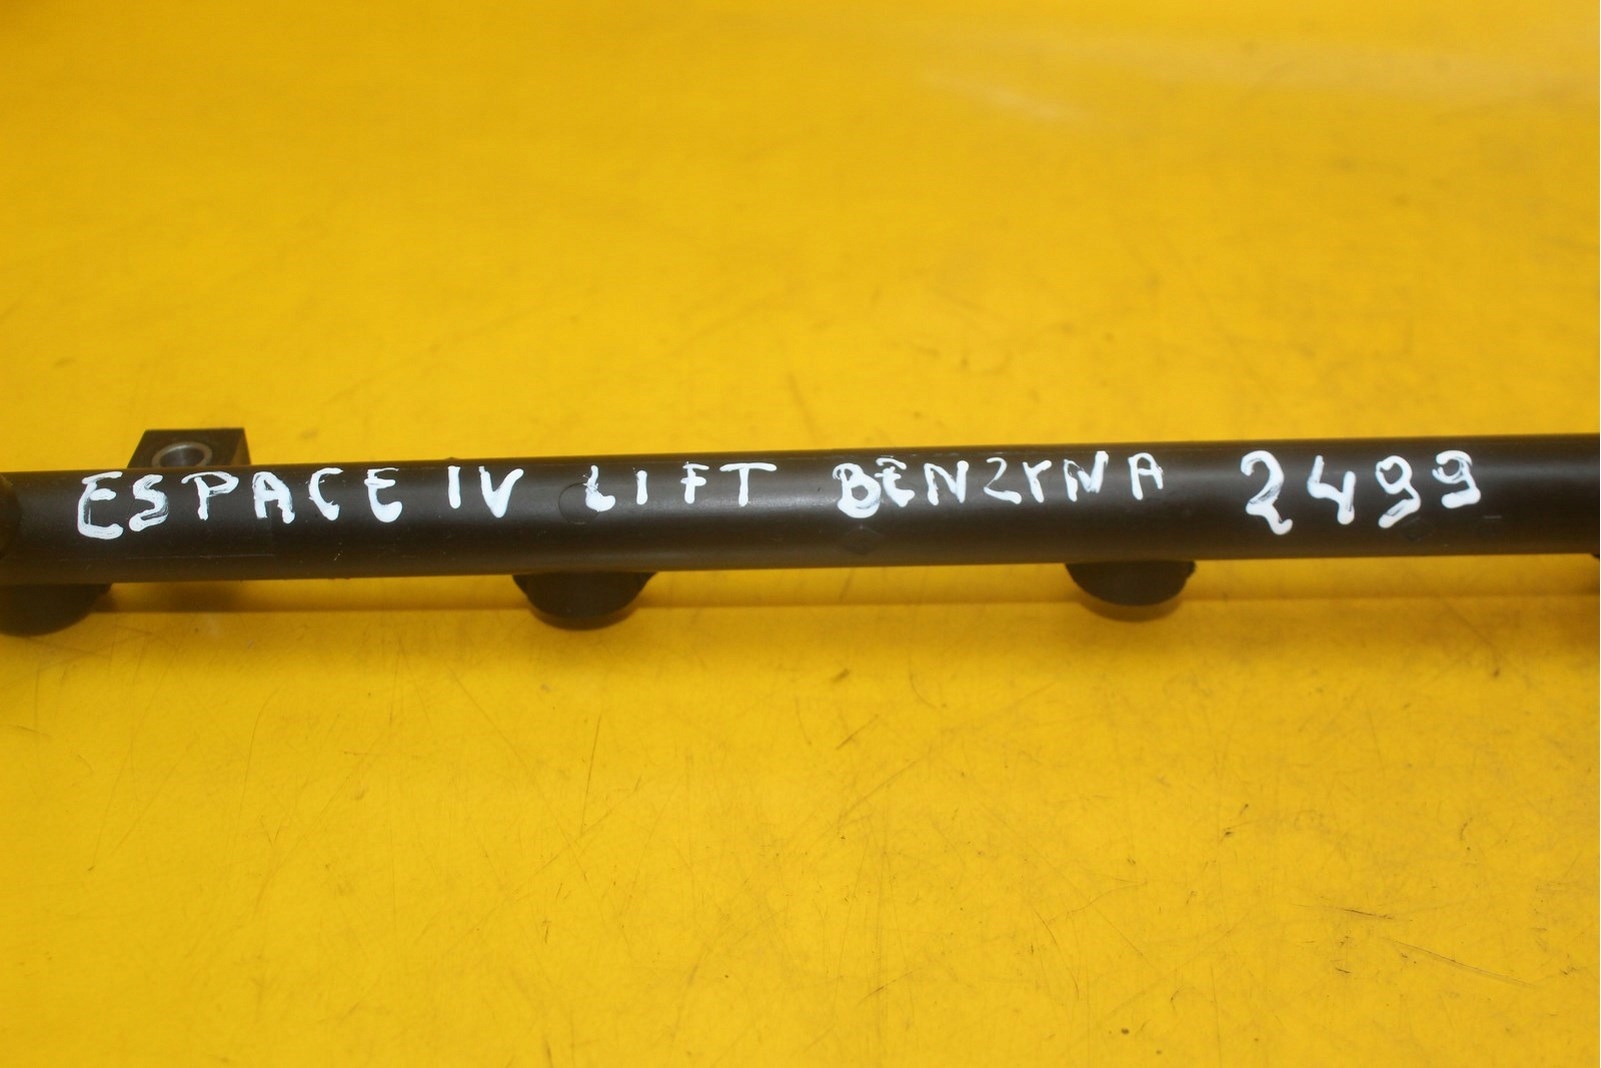 ESPACE IV LIFT BENZYNA 2499